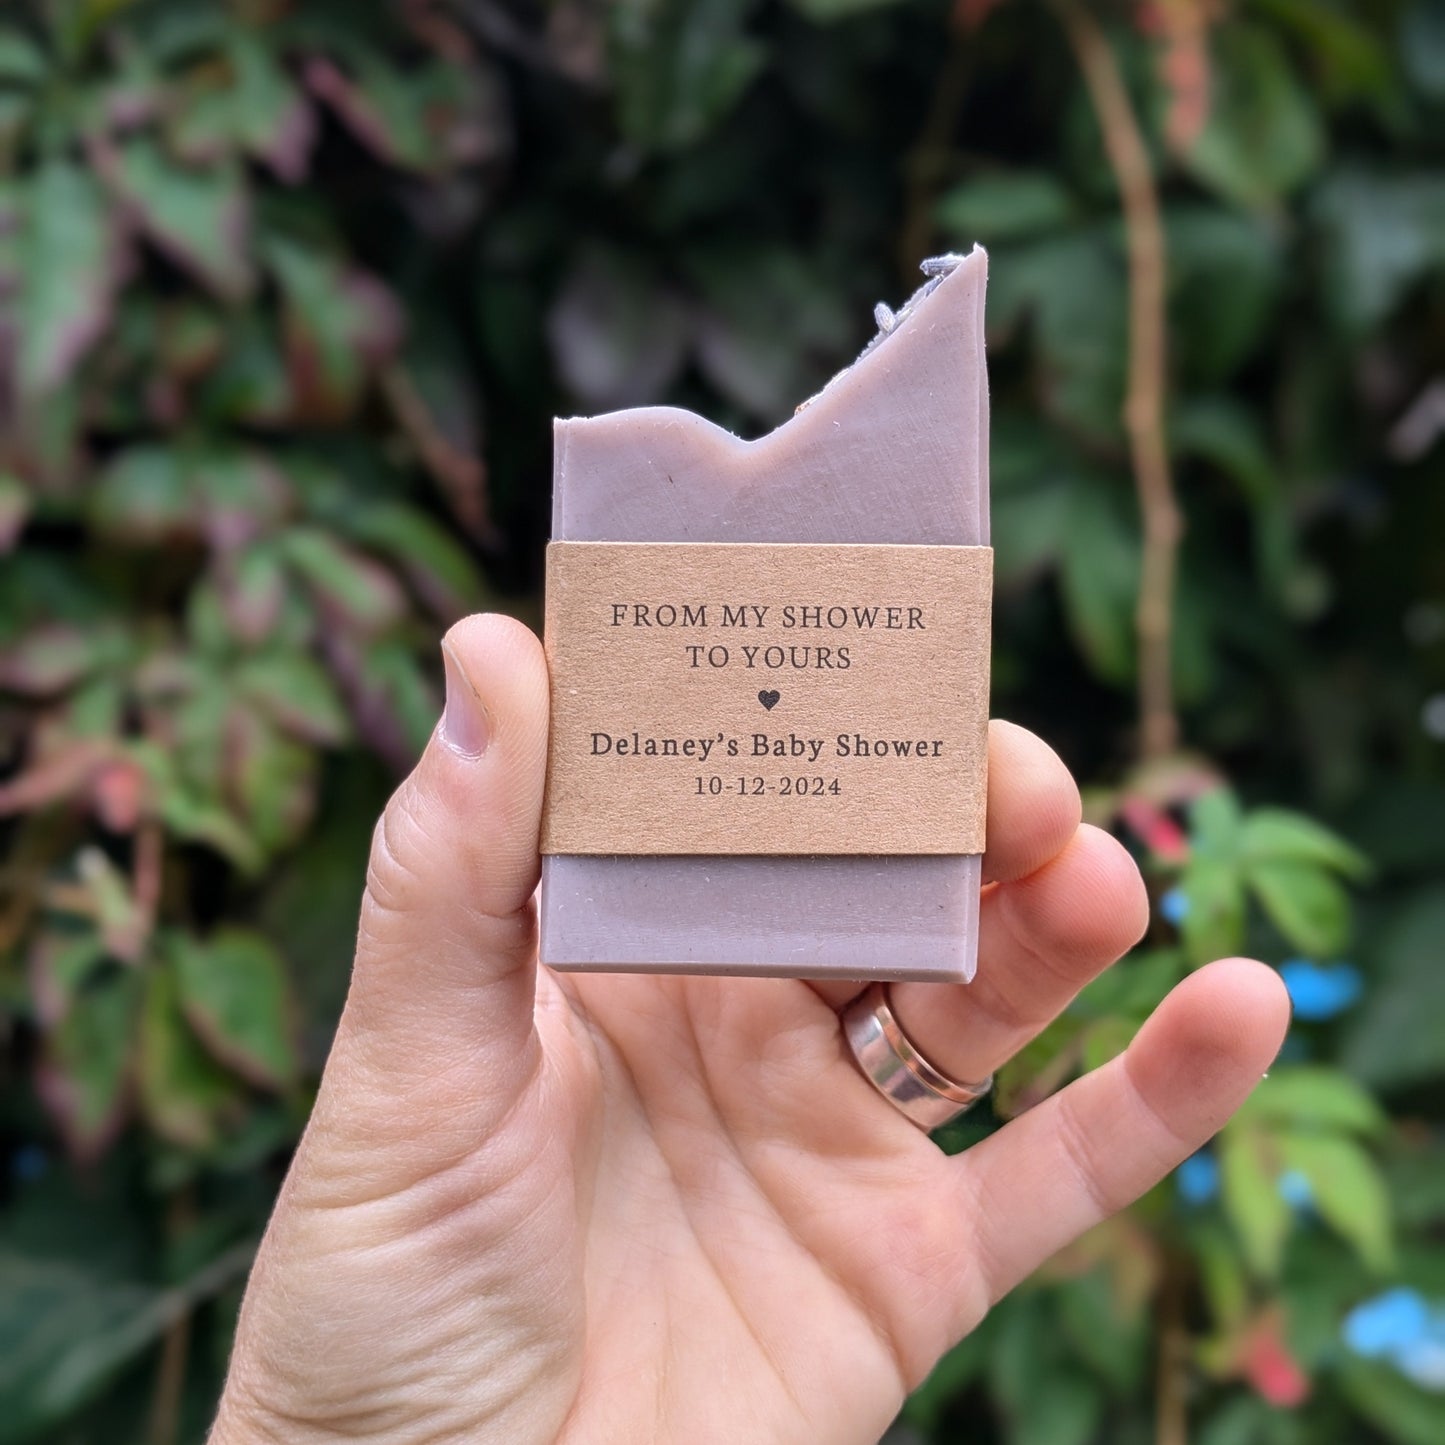 FROM MY SHOWER
TO YOURS
♥
Delaney's Baby Shower
10-12-2024